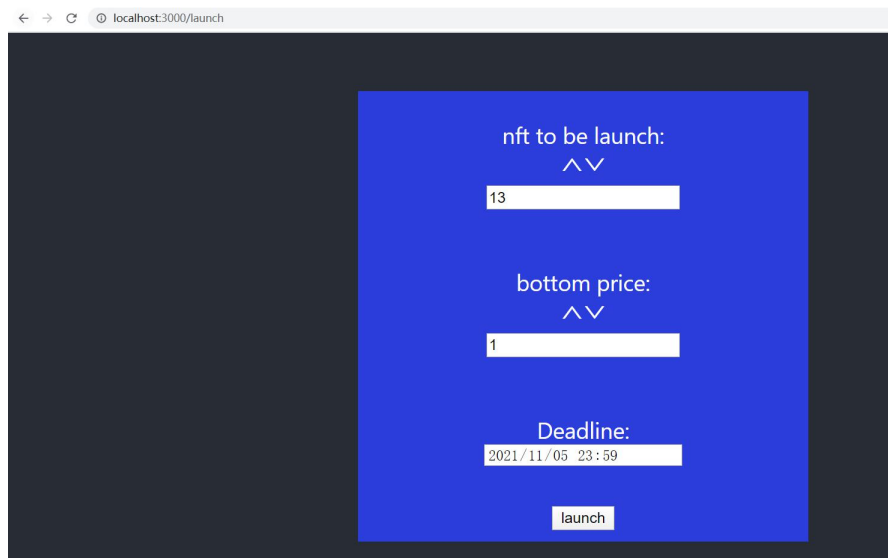 localhost:3000/launch
nft to be launch:
13
bottom price:
1
Deadline:
2021/11/05 23:59
launch